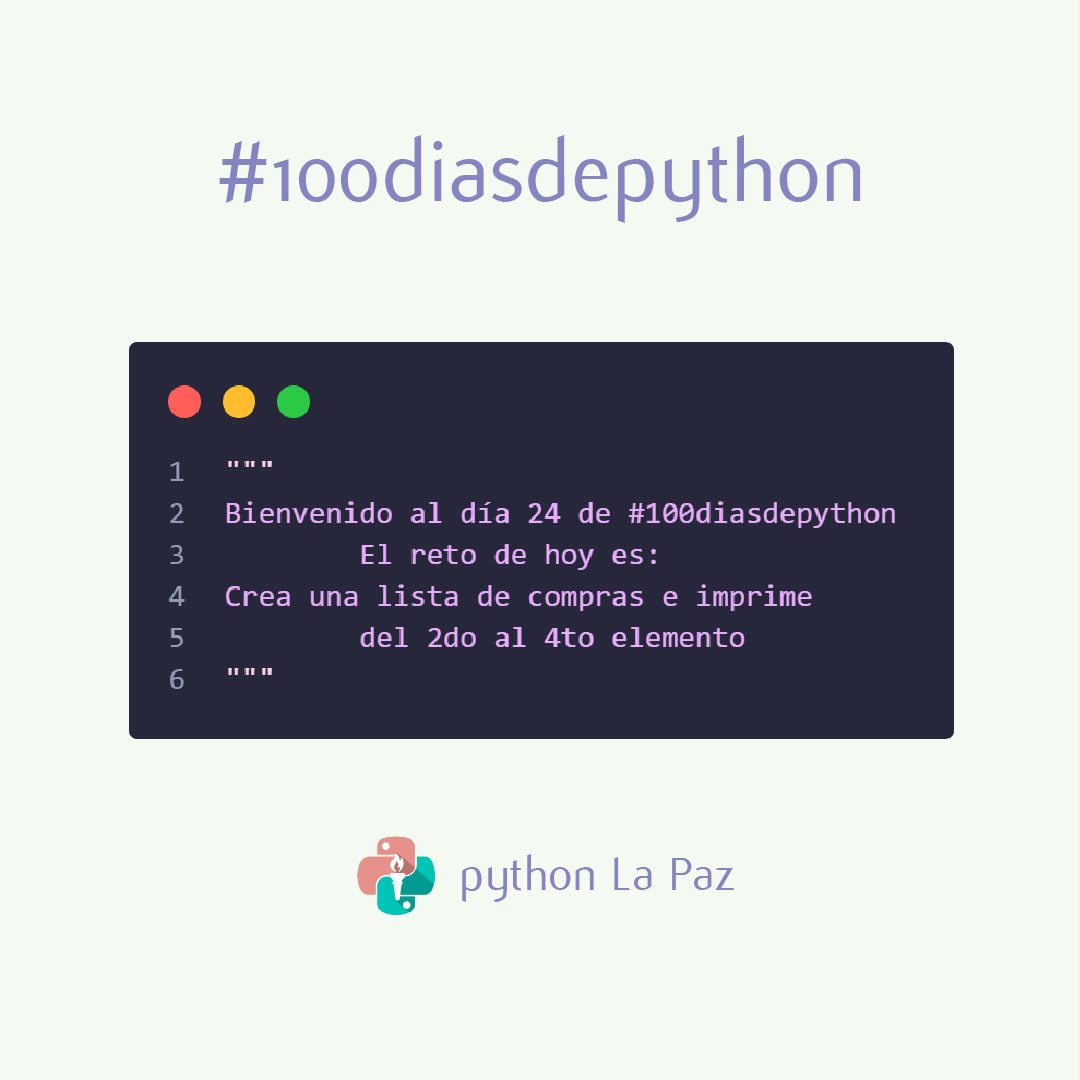 #100diasdepython
1 """
2 Bienvenido al día 24 de #100diasdepython
3 El reto de hoy es:
4 Crea una lista de compras e imprime
5 del 2do al 4to elemento
6 """
python La Paz